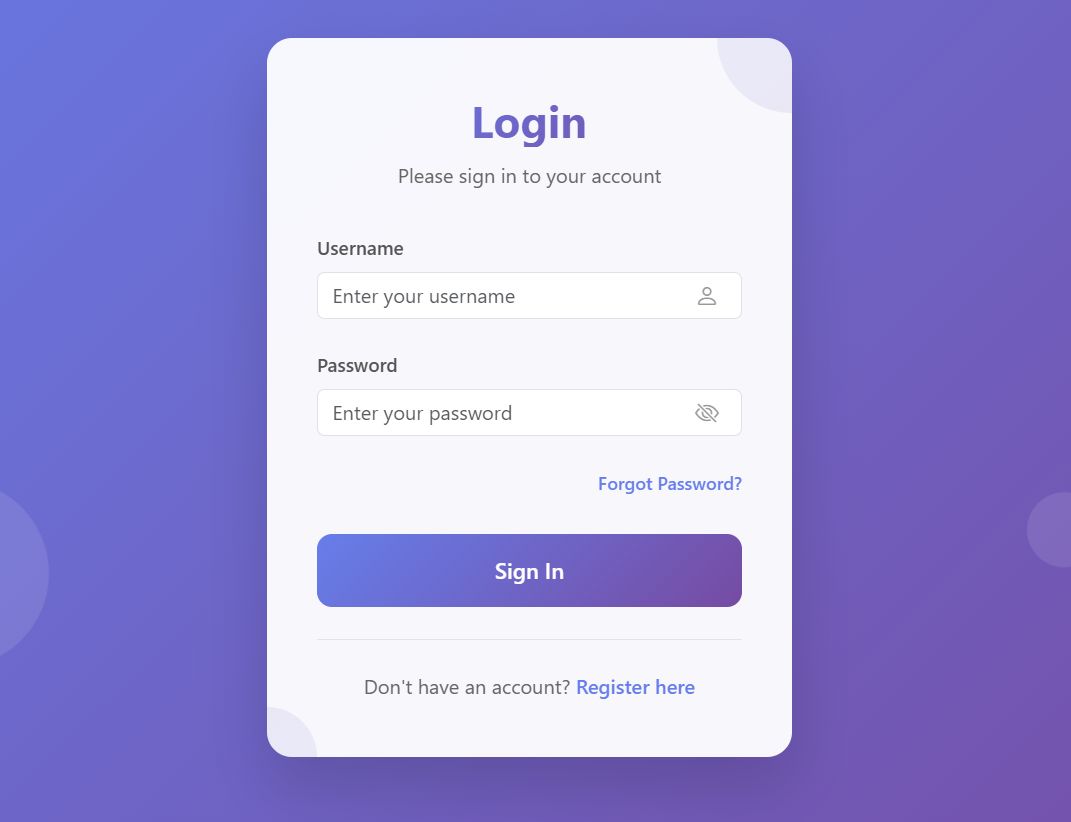 Login
Please sign in to your account
Username
Enter your username
Password
Enter your password
Forgot Password?
Sign In
Don't have an account? Register here